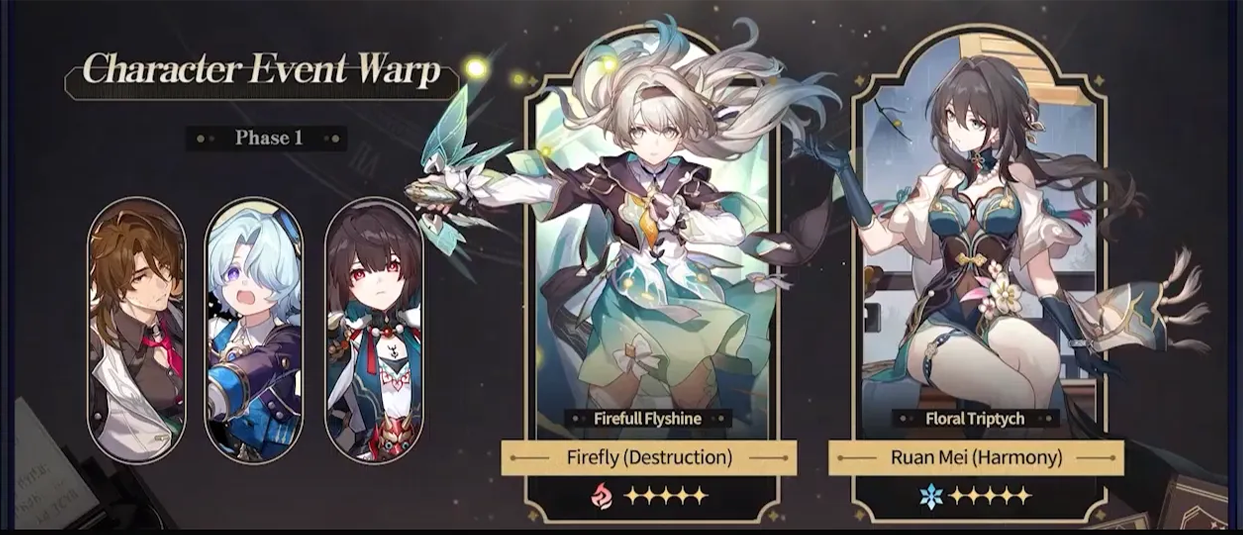 Character Event Warp
Phase 1
Firefull Flyshine
Firefly (Destruction)
Floral Triptych
Ruan Mei (Harmony)